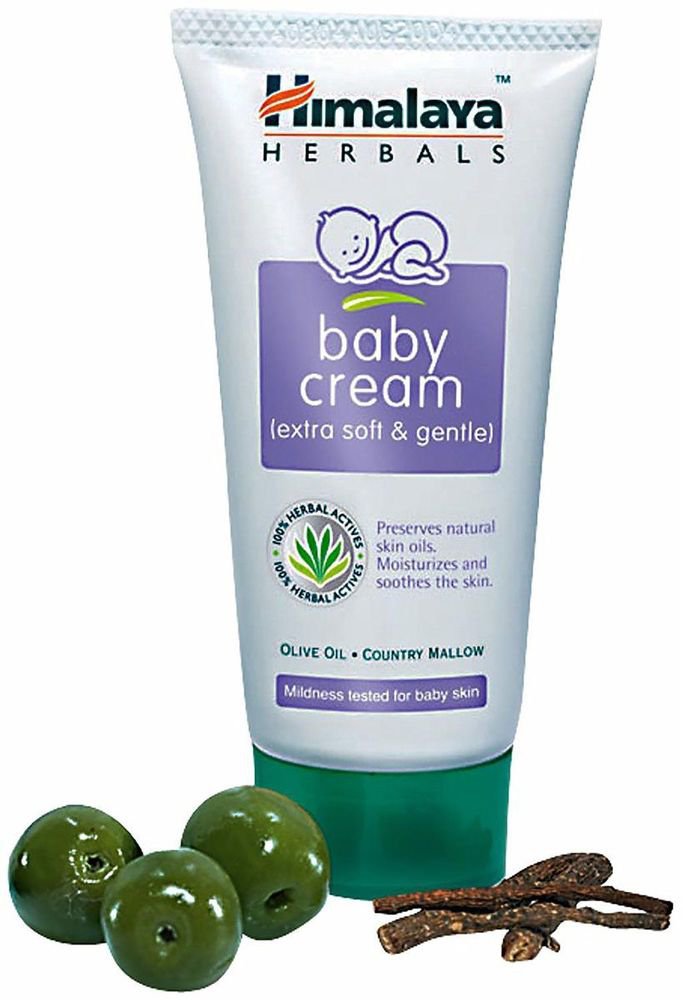 Himalaya
TM
HERBALS
baby
cream
(extra soft & gentle)
100% HERBAL ACTIVES • 100% HERBAL ACTIVES •
Preserves natural
skin oils.
Moisturizes and
soothes the skin.
OLIVE OIL • COUNTRY MALLOW
Mildness tested for baby skin